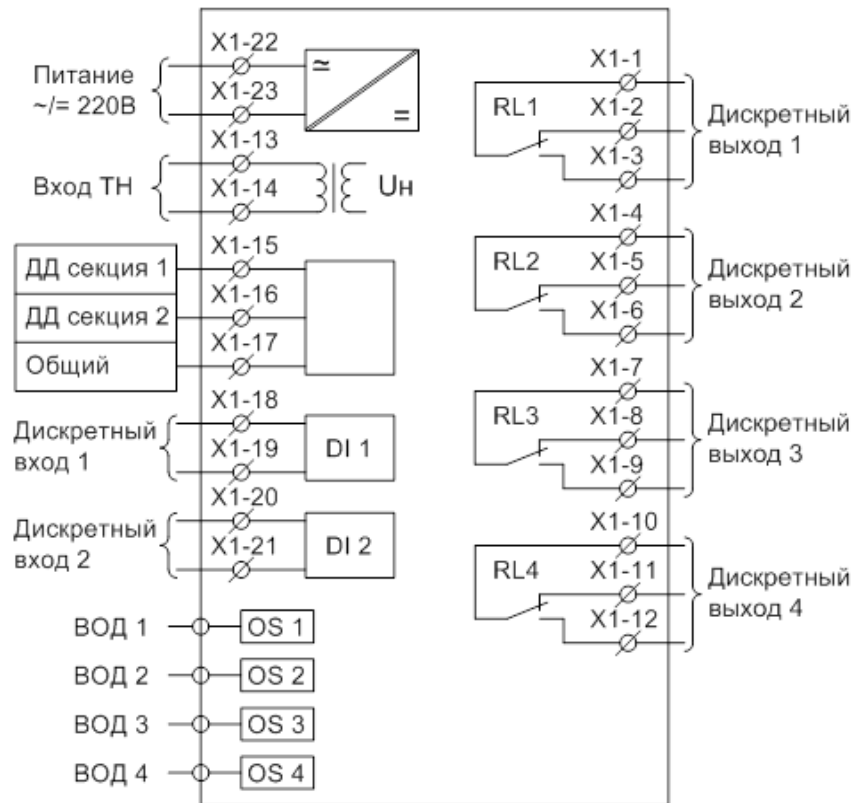 X1-22
Питание
~/= 220В
X1-23
≃
=
X1-13
Вход ТН
X1-14
Uн
X1-15
ДД секция 1
X1-16
ДД секция 2
X1-17
Общий
X1-18
Дискретный
вход 1
X1-19
DI 1
X1-20
Дискретный
вход 2
X1-21
DI 2
ВОД 1
OS 1
ВОД 2
OS 2
ВОД 3
OS 3
ВОД 4
OS 4
X1-1
RL1
X1-2
X1-3
Дискретный
выход 1
X1-4
RL2
X1-5
X1-6
Дискретный
выход 2
X1-7
RL3
X1-8
X1-9
Дискретный
выход 3
X1-10
RL4
X1-11
X1-12
Дискретный
выход 4